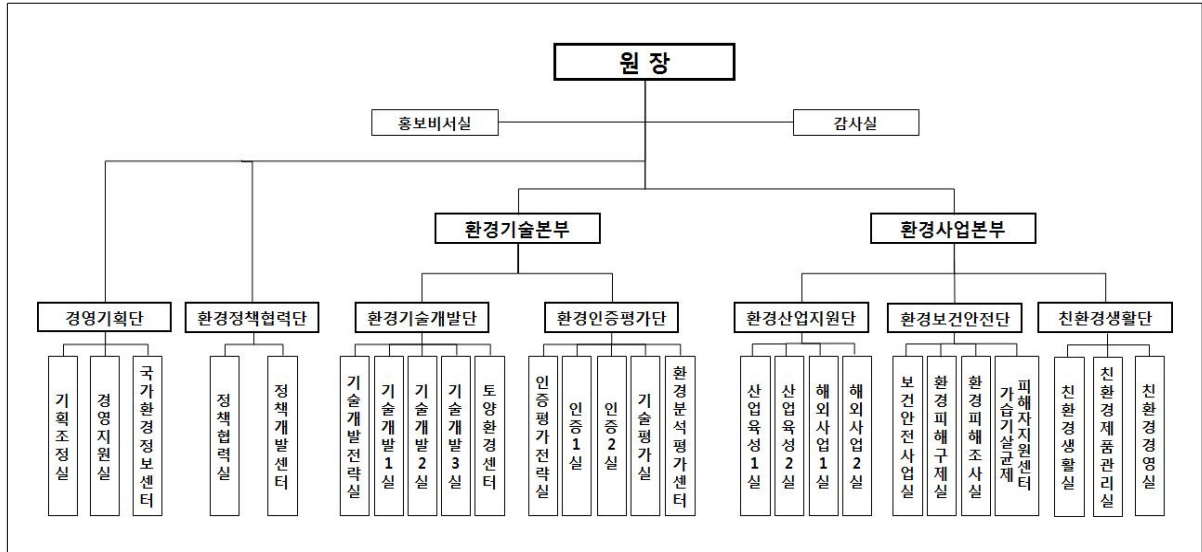 원 장
홍보비서실
감사실
환경기술본부
환경사업본부
경영기획단
환경정책협력단
환경기술개발단
환경인증평가단
환경산업지원단
환경보건안전단
친환경생활단
기획조정실
경영지원실
국가환경정보센터
정책협력실
정책개발센터
기술개발전략실
기술개발1실
기술개발2실
기술개발3실
토양환경센터
인증평가전략실
인증1실
인증2실
기술평가실
환경분석평가센터
산업육성1실
산업육성2실
해외사업1실
해외사업2실
보건안전사업실
환경피해구제실
환경피해조사실
가습기살균제
피해자지원센터
친환경생활실
친환경제품관리실
친환경경영실